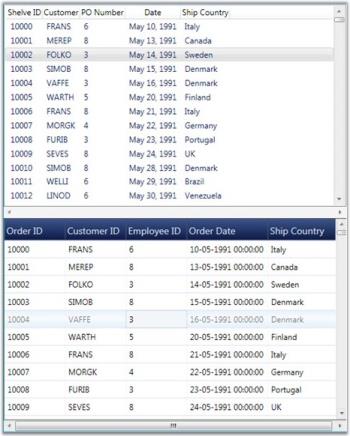 Shelve ID Customer PO Number Date Ship Country
10000 FRANS 6 May 10, 1991 Italy
10001 MEREP 8 May 13, 1991 Canada
10002 FOLKO 3 May 14, 1991 Sweden
10003 SIMOB 8 May 15, 1991 Denmark
10004 VAFFE 3 May 16, 1991 Denmark
10005 WARTH 5 May 20, 1991 Finland
10006 FRANS 8 May 21, 1991 Italy
10007 MORGK 4 May 22, 1991 Germany
10008 FURIB 3 May 23, 1991 Portugal
10009 SEVES 8 May 24, 1991 UK
10010 SIMOB 8 May 28, 1991 Denmark
10011 WELLI 6 May 29, 1991 Brazil
10012 LINOD 6 May 30, 1991 Venezuela
Order ID Customer ID Employee ID Order Date Ship Country
10000 FRANS 6 10-05-1991 00:00:00 Italy
10001 MEREP 8 13-05-1991 00:00:00 Canada
10002 FOLKO 3 14-05-1991 00:00:00 Sweden
10003 SIMOB 8 15-05-1991 00:00:00 Denmark
10004 VAFFE 3 16-05-1991 00:00:00 Denmark
10005 WARTH 5 20-05-1991 00:00:00 Finland
10006 FRANS 8 21-05-1991 00:00:00 Italy
10007 MORGK 4 22-05-1991 00:00:00 Germany
10008 FURIB 3 23-05-1991 00:00:00 Portugal
10009 SEVES 8 24-05-1991 00:00:00 UK